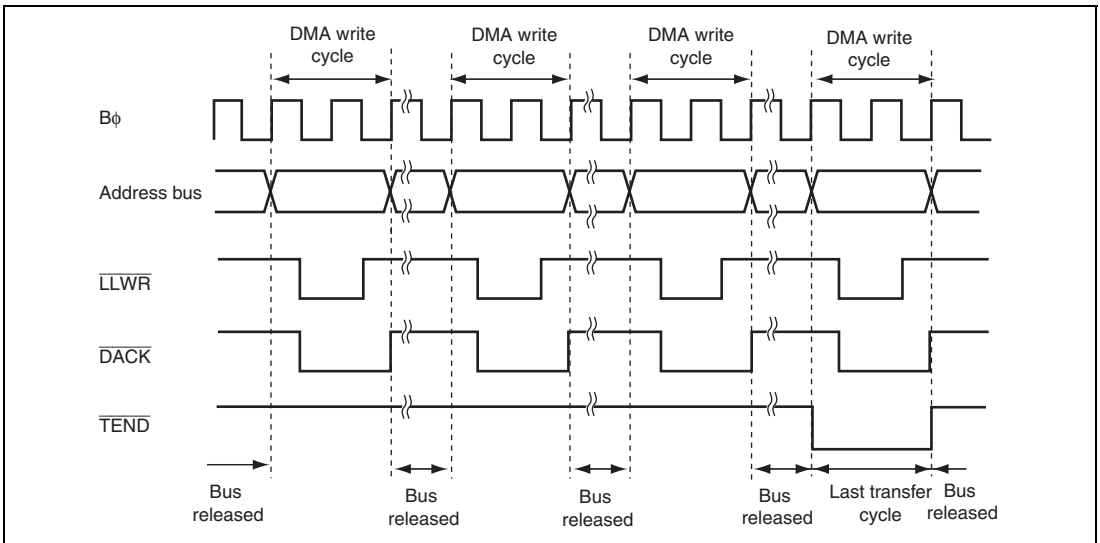 DMA write
cycle
DMA write
cycle
DMA write
cycle
DMA write
cycle
Bϕ
Address bus
LLWR
DACK
TEND
Bus
released
Bus
released
Bus
released
Bus
released
Last transfer
cycle
Bus
released